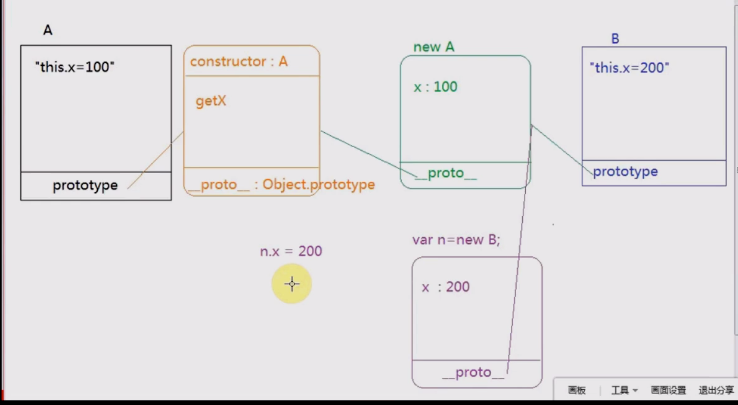 A
"this.x=100"
prototype
constructor : A
getX
__proto__ : Object.prototype
new A
x : 100
__proto__
B
"this.x=200"
prototype
n.x = 200
var n=new B;
x : 200
__proto__
画板
工具
画面设置
退出分享